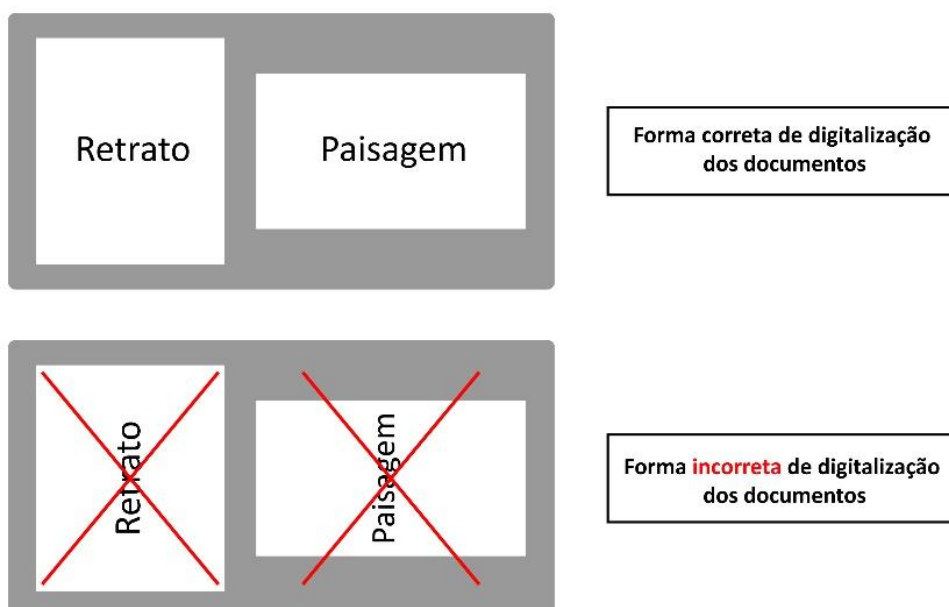 Retrato
Paisagem
Forma correta de digitalização
dos documentos
Retrato
Paisagem
Forma incorreta de digitalização
dos documentos